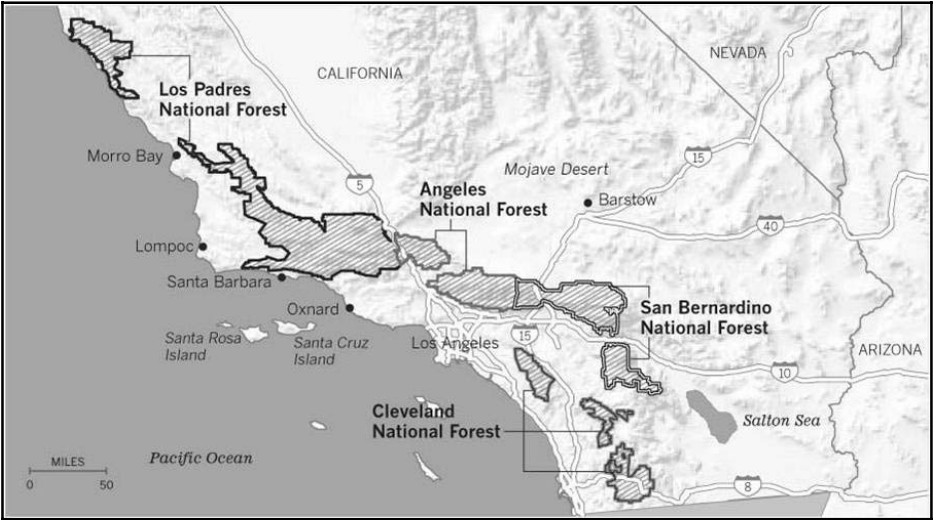 NEVADA
CALIFORNIA
Los Padres
National Forest
Morro Bay
15
Mojave Desert
5
Angeles
National Forest
Barstow
40
Lompoc
Santa Barbara
Oxnard
San Bernardino
National Forest
Santa Rosa
Island
Santa Cruz
Island
Los Angeles
15
ARIZONA
10
Cleveland
National Forest
Salton Sea
Pacific Ocean
MILES
0
50
8